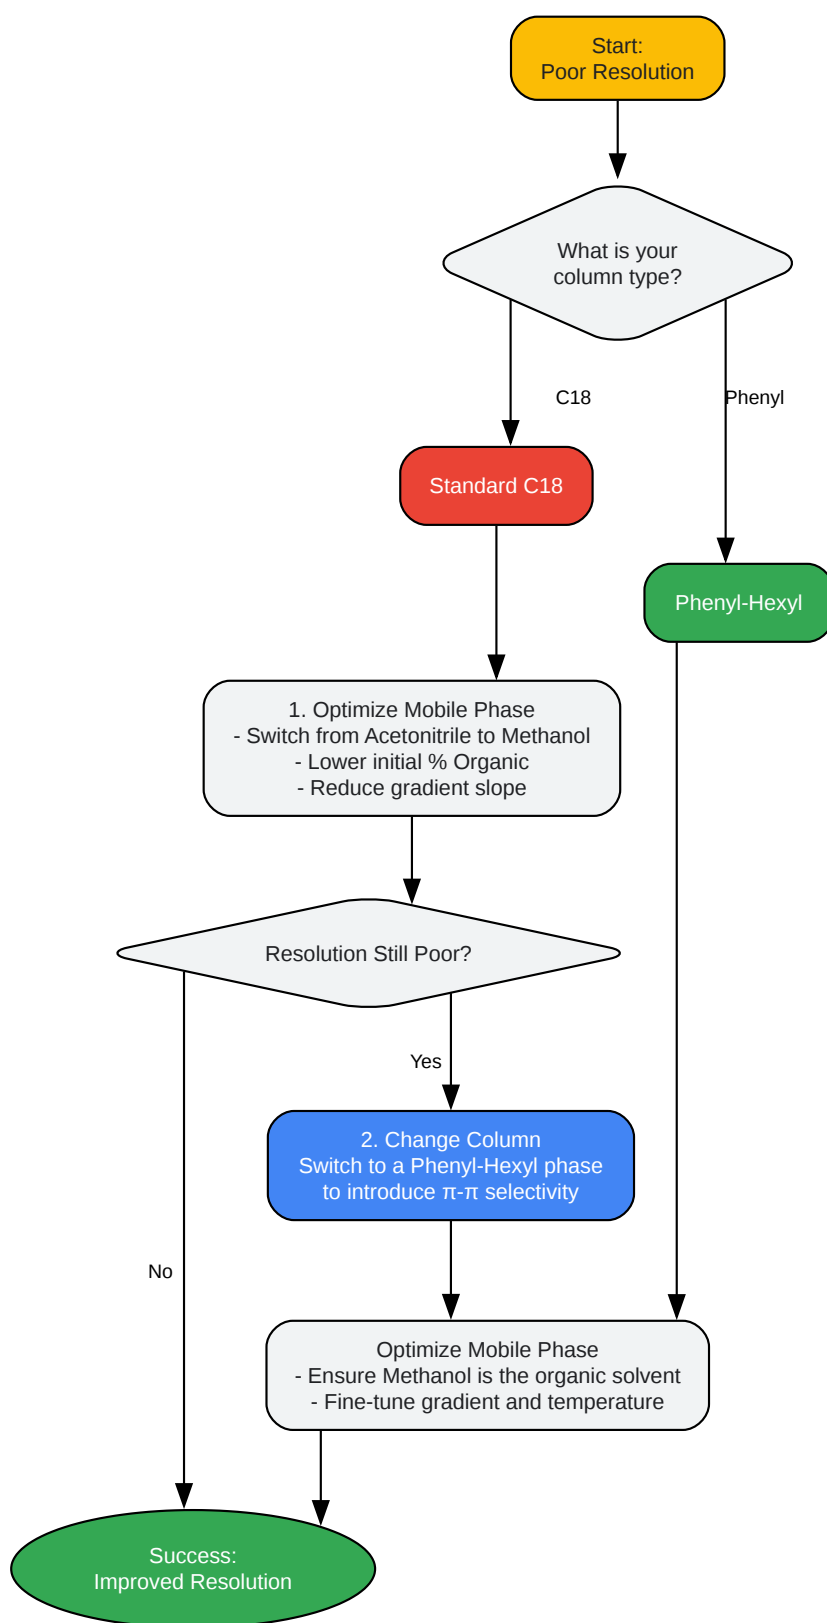 Start:
Poor Resolution
What is your
column type?
C18
Phenyl
Standard C18
Phenyl-Hexyl
1. Optimize Mobile Phase
- Switch from Acetonitrile to Methanol
- Lower initial % Organic
- Reduce gradient slope
Resolution Still Poor?
Yes
2. Change Column
Switch to a Phenyl-Hexyl phase
to introduce π-π selectivity
No
Optimize Mobile Phase
- Ensure Methanol is the organic solvent
- Fine-tune gradient and temperature
Success:
Improved Resolution